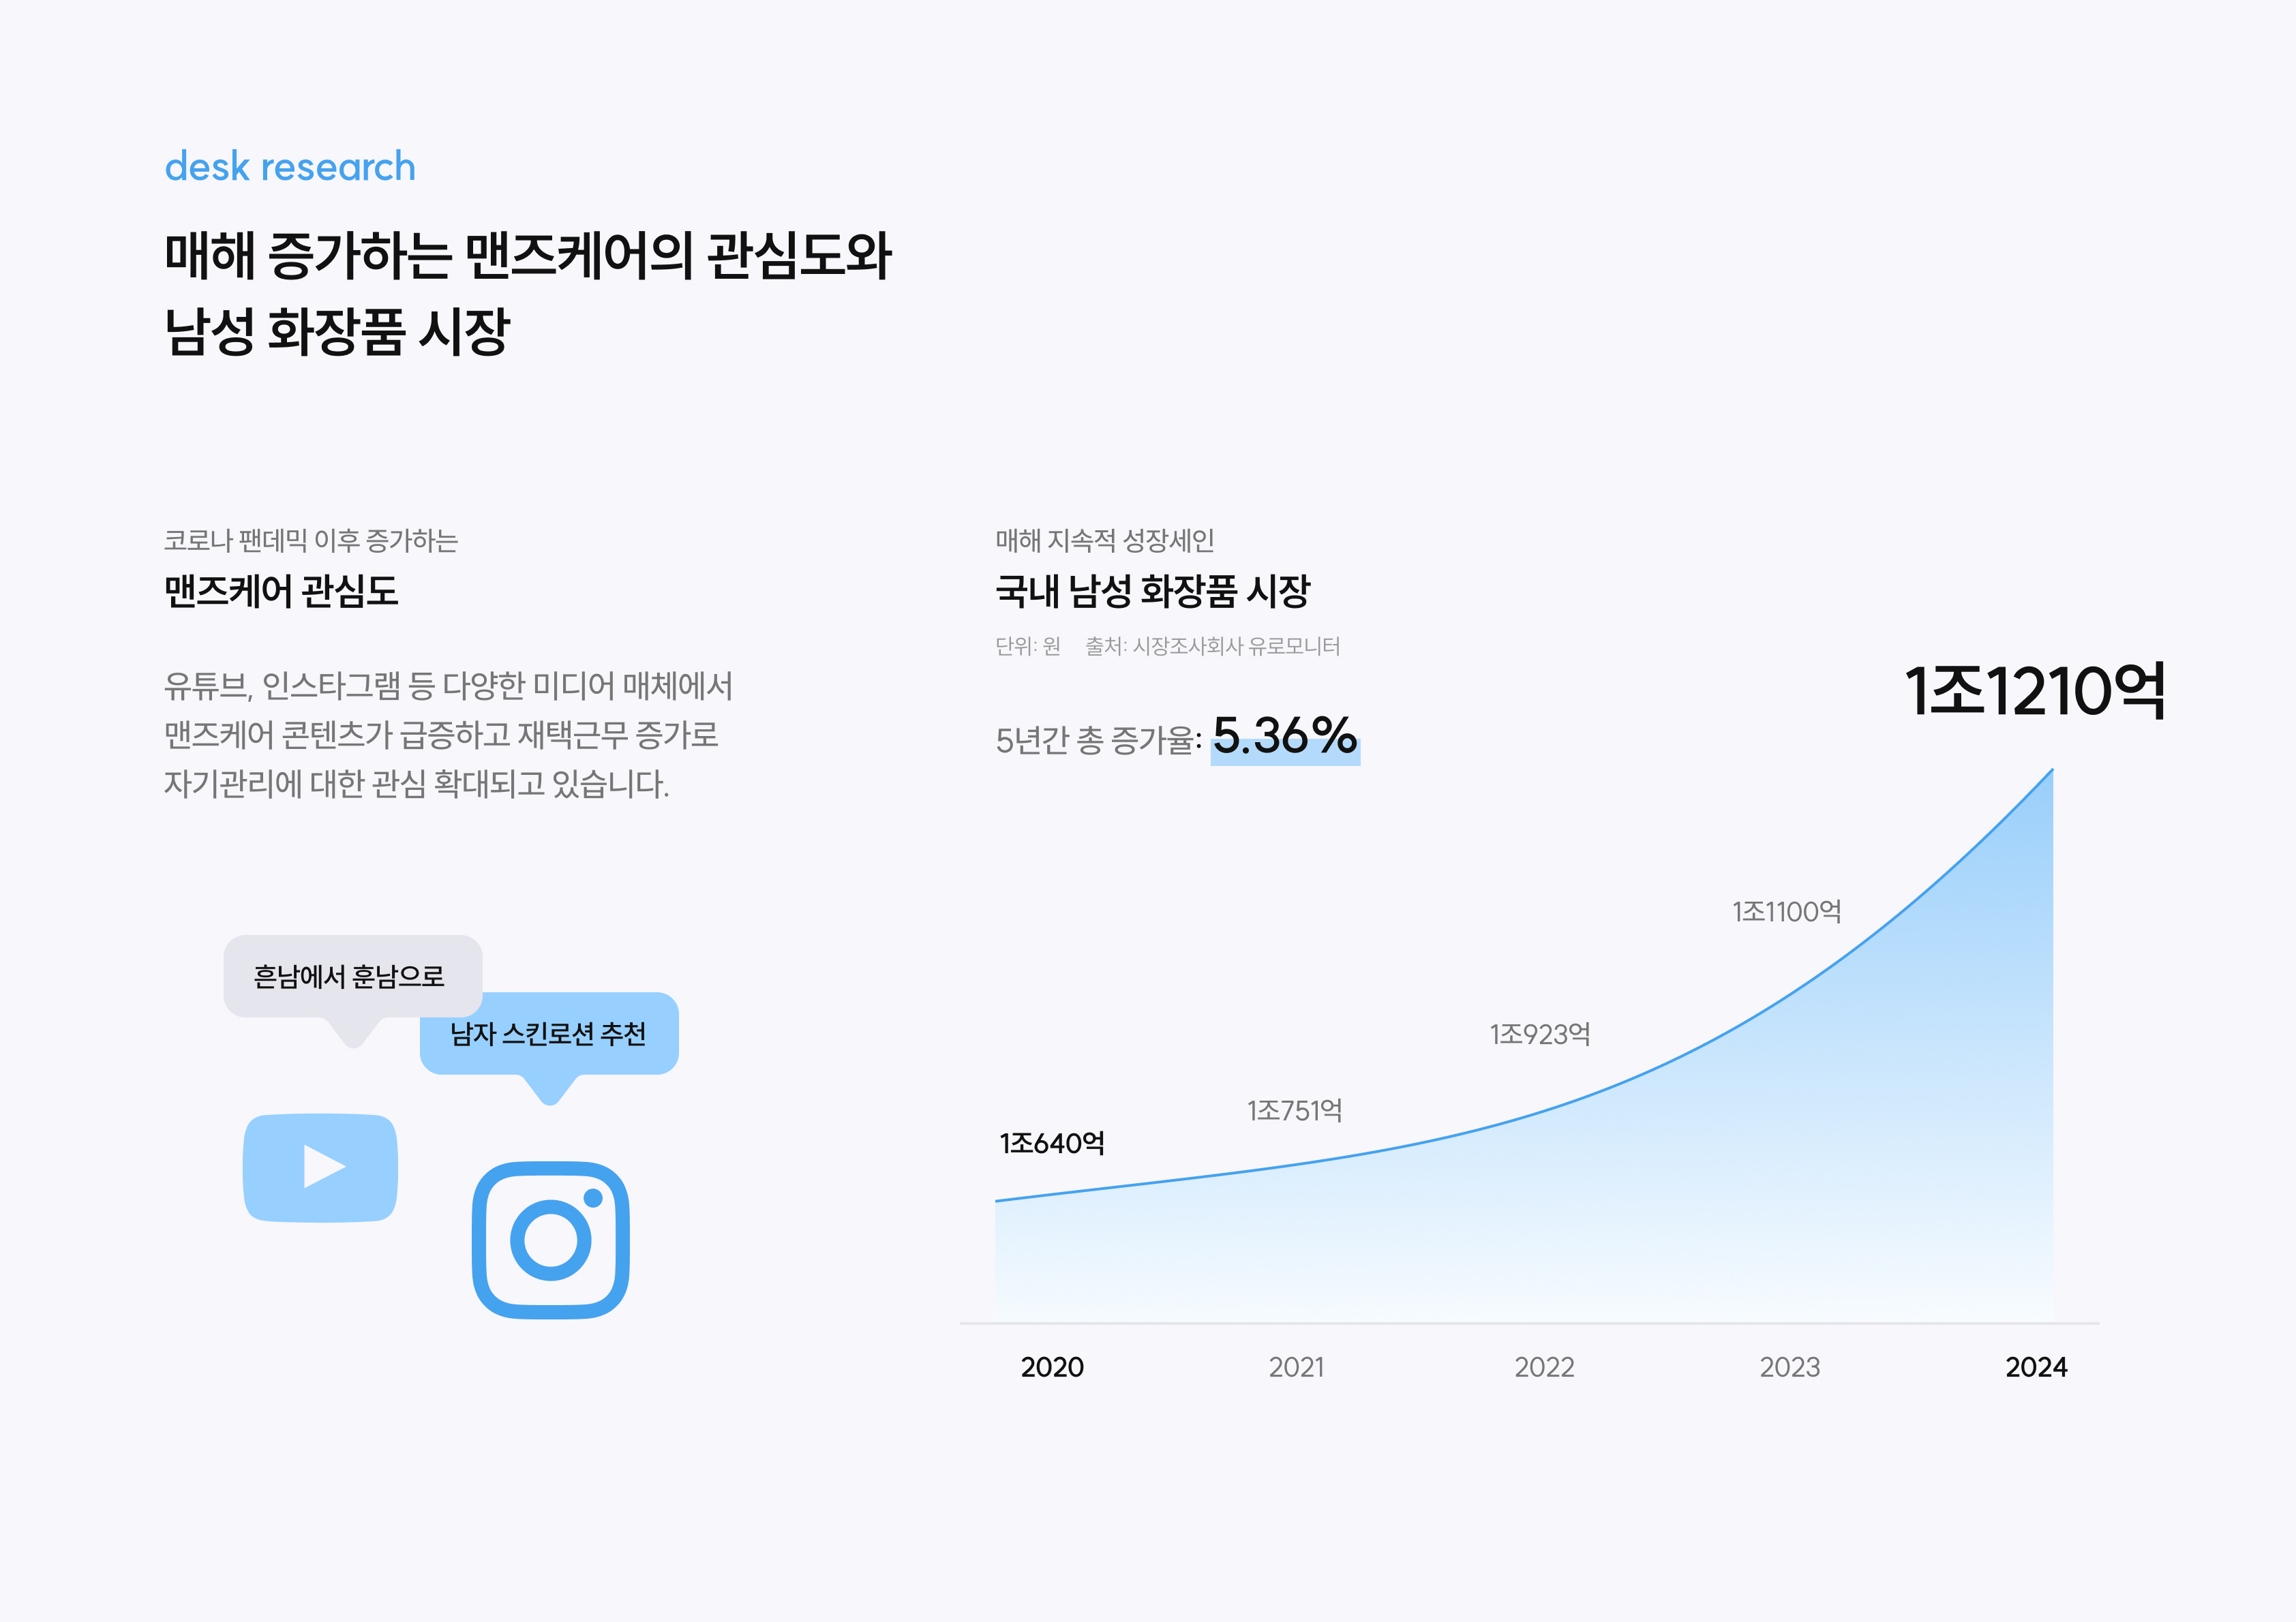 desk research
매해 증가하는 맨즈케어의 관심도와
남성 화장품 시장
코로나 팬데믹 이후 증가하는
맨즈케어 관심도
유튜브, 인스타그램 등 다양한 미디어 매체에서
맨즈케어 콘텐츠가 급증하고 재택근무 증가로
자기관리에 대한 관심 확대되고 있습니다.
흔남에서 훈남으로
남자 스킨로션 추천
매해 지속적 성장세인
국내 남성 화장품 시장
단위: 원 출처: 시장조사회사 유로모니터
5년간 총 증가율: 5.36%
1조640억
1조751억
1조923억
1조1100억
1조1210억
2020
2021
2022
2023
2024